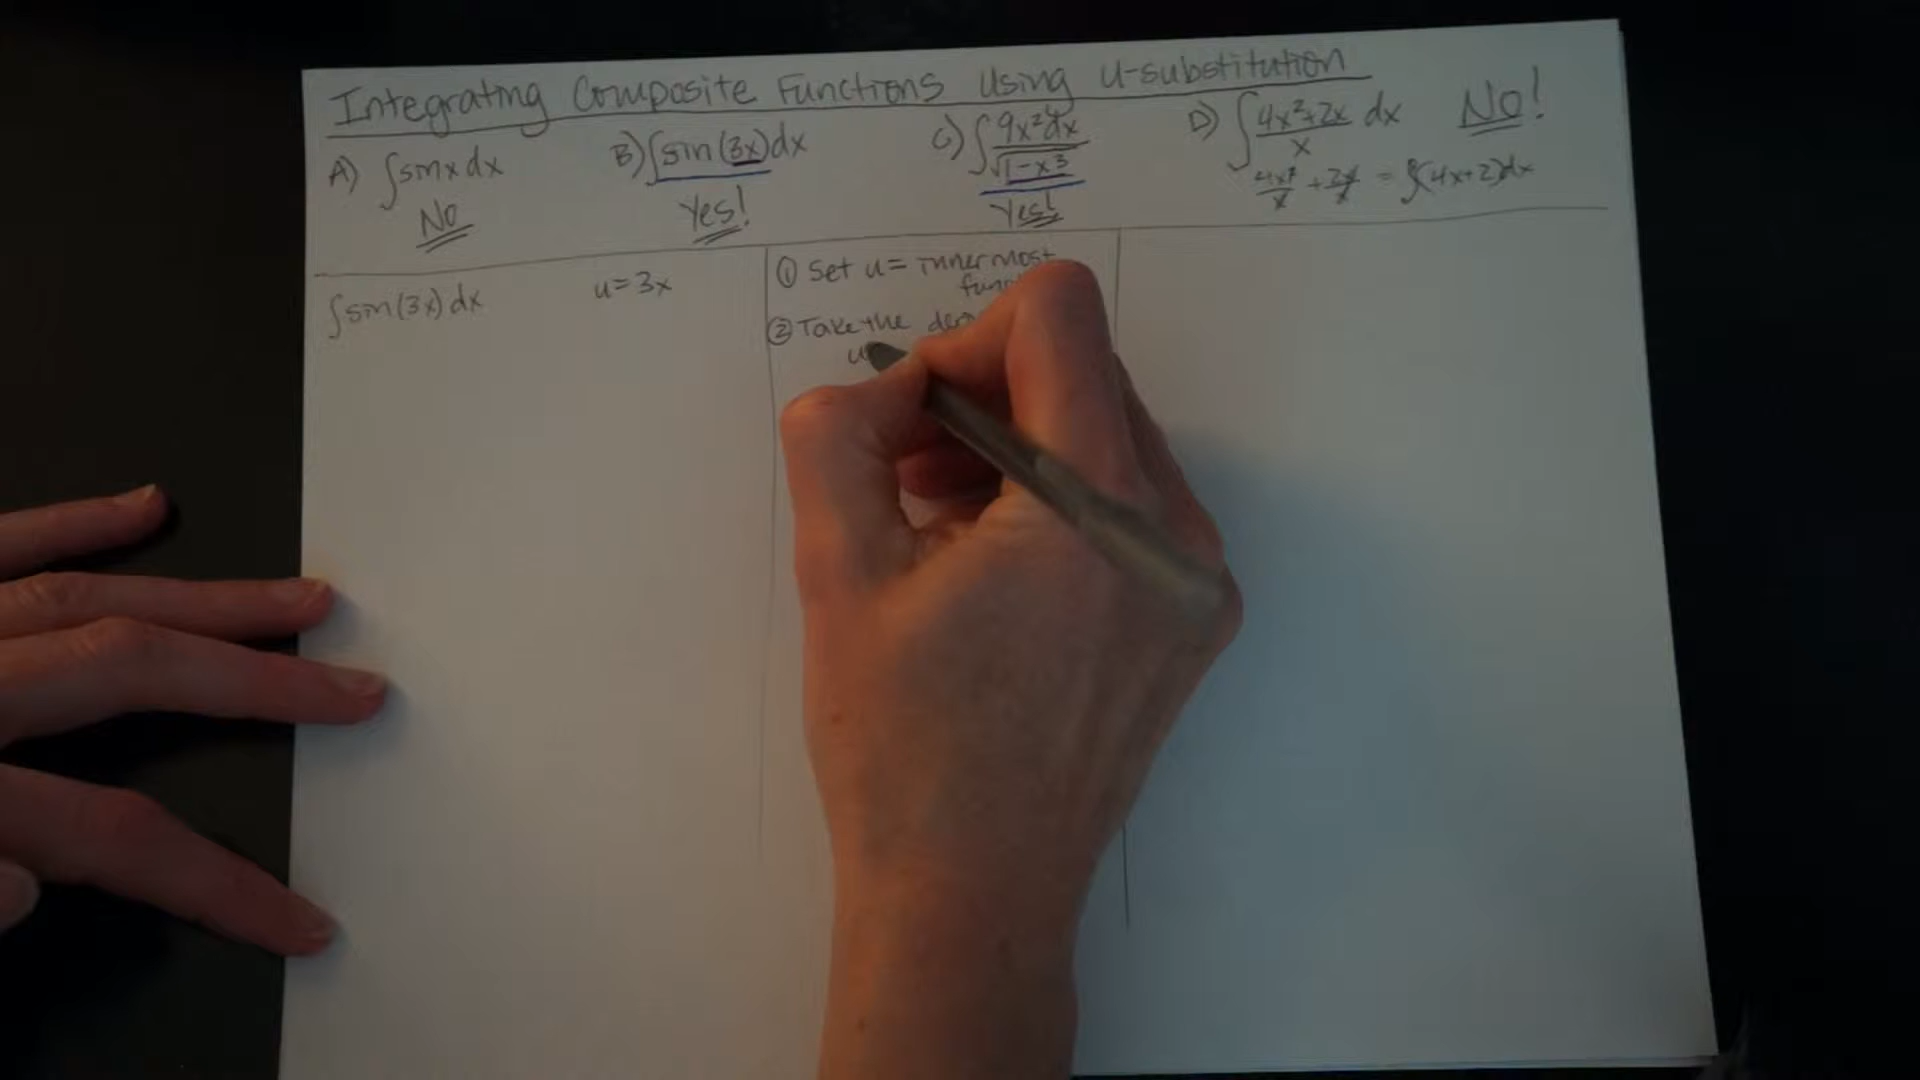 Integrating Composite Functions Using U-substitution
A) ∫sinx dx
No
B) ∫sin(3x)dx
Yes!
C) ∫9x²dx/√1-x³
Yes!
D) ∫4x²+2x/x dx No!
4x²/x + 2x/x = ∫(4x+2)dx
∫sin(3x)dx
u=3x
① Set u = innermost
② Take the
u